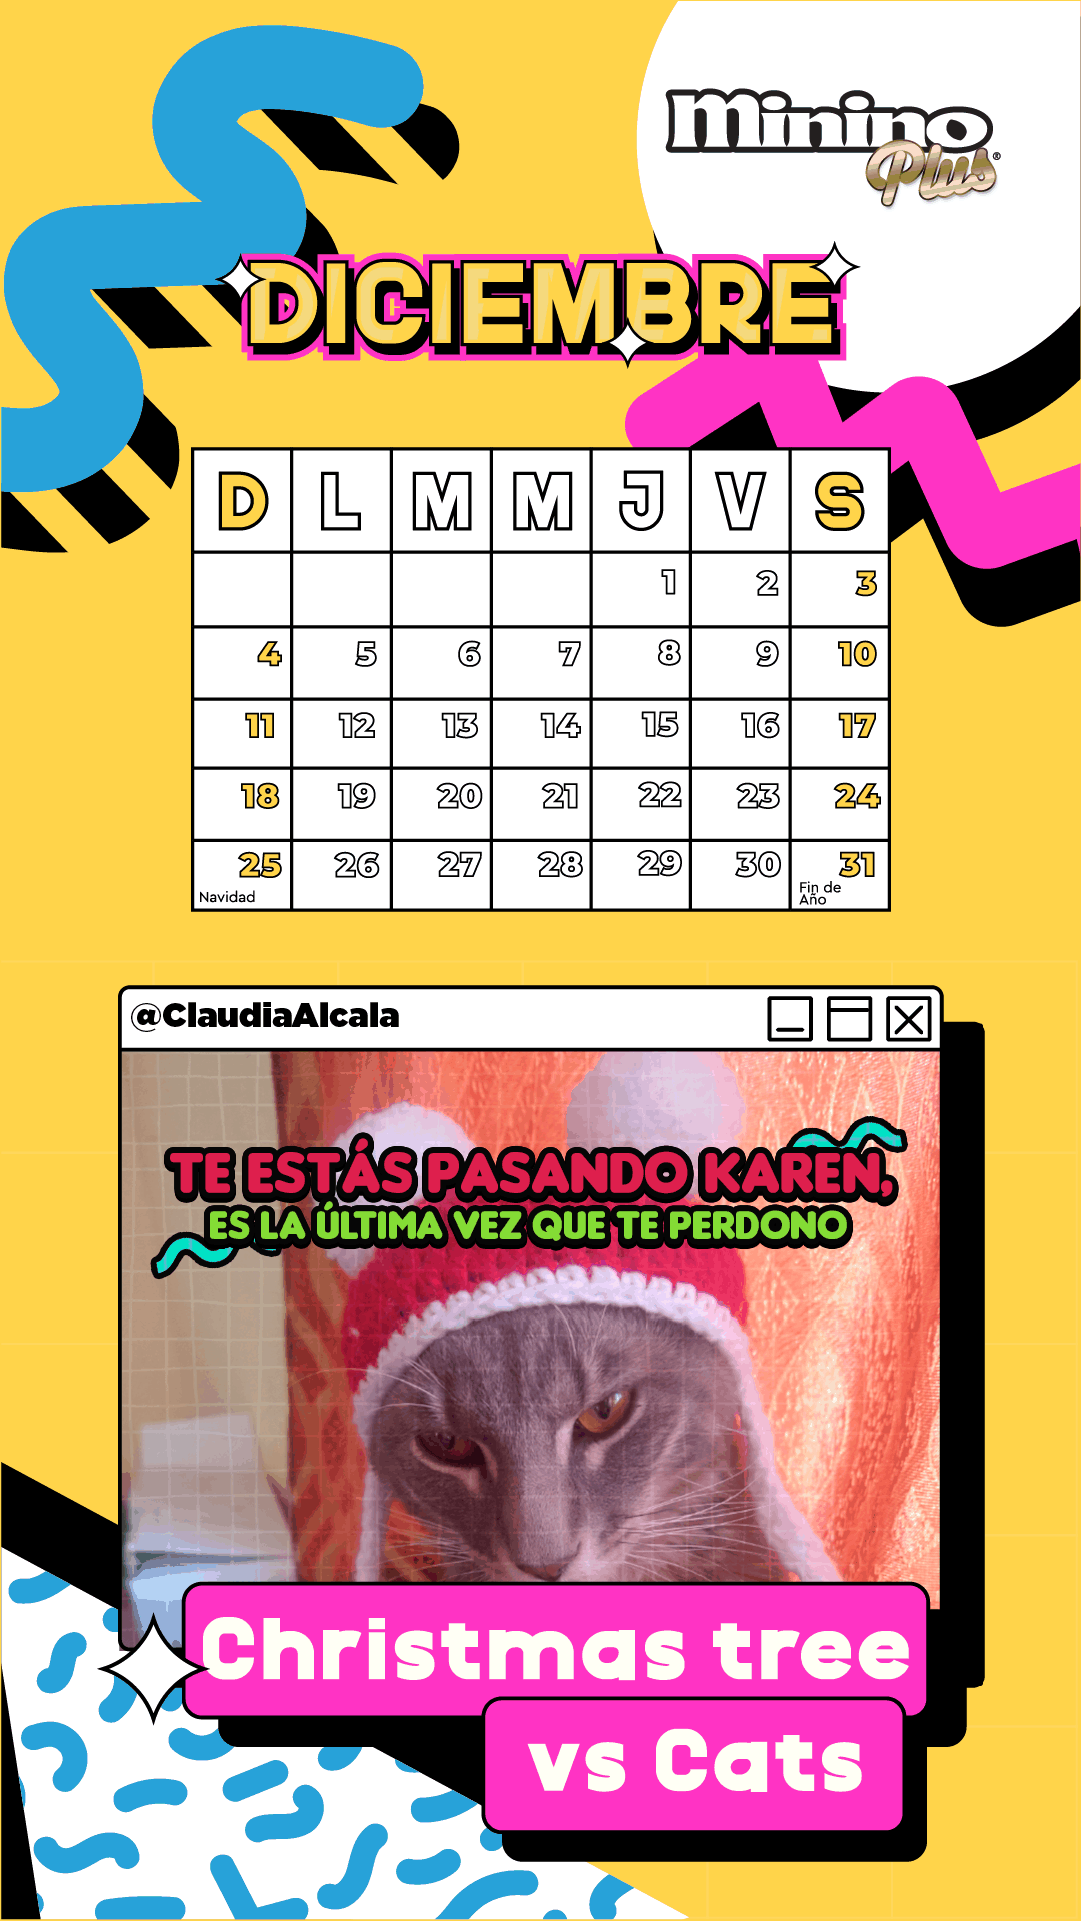 Minino
Plus®
DICIEMBRE
D L M M J V S
1 2 3
4 5 6 7 8 9 10
11 12 13 14 15 16 17
18 19 20 21 22 23 24
25 26 27 28 29 30 31
Navidad
Fin de
Año
@ClaudiaAlcala
TE ESTÁS PASANDO KAREN,
ES LA ÚLTIMA VEZ QUE TE PERDONO
Christmas tree
vs Cats